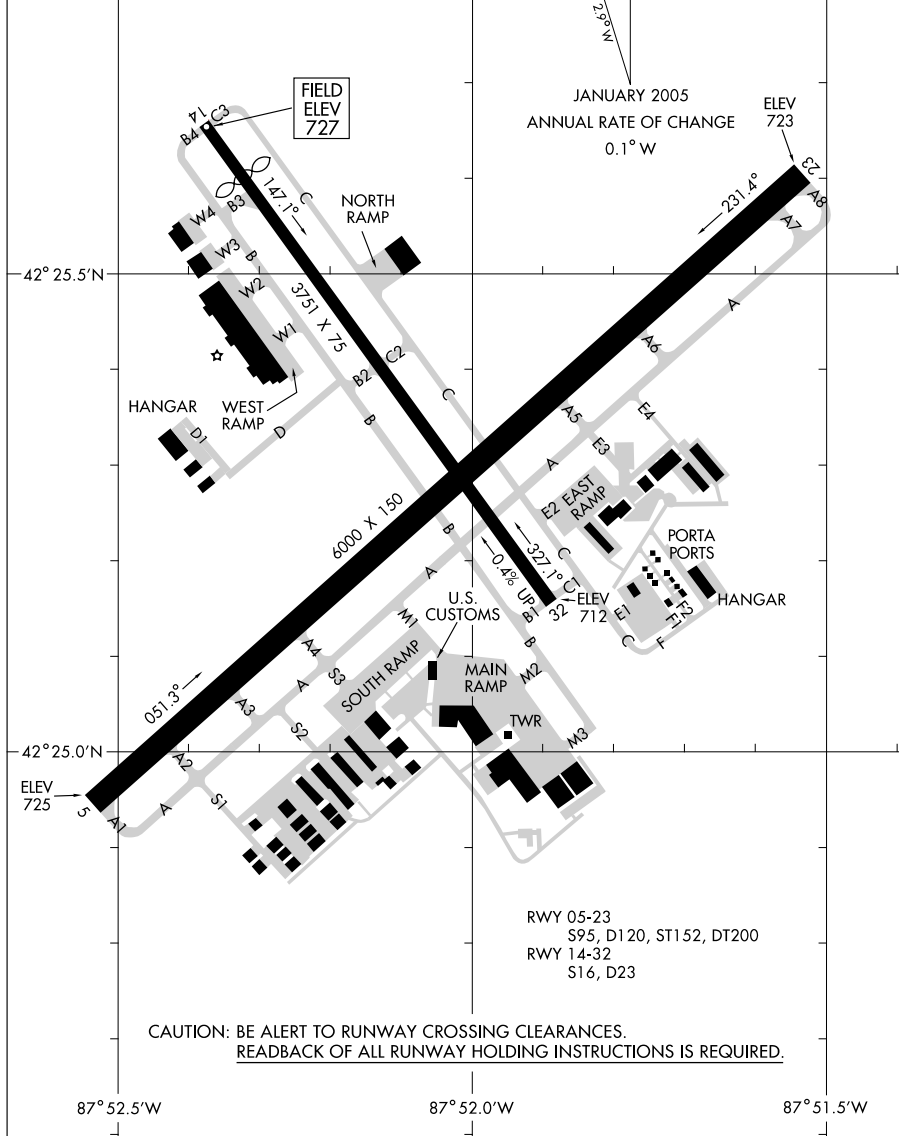 2.9° W
JANUARY 2005
ANNUAL RATE OF CHANGE
0.1° W
ELEV
723
FIELD
ELEV
727
14
C3
B4
23
A8
A7
147.1°
C
B3
NORTH
RAMP
231.4°
W4
W3
B
W2
42° 25.5'N
3751 X 75
W1
A
A6
C2
B2
C
HANGAR
WEST
RAMP
D1
D
B
A5
E4
E3
A
E2 EAST
RAMP
6000 X 150
B
PORTA
PORTS
C
327.1°
0.4% UP
C1
A
U.S.
CUSTOMS
M1
B1
32
ELEV
712
E1
F2
F1
HANGAR
B
C
F
A4
S3
SOUTH RAMP
MAIN
RAMP
M2
A
051.3°
A3
S2
TWR
M3
42° 25.0'N
A2
ELEV
725
S1
A
5
A1
RWY 05-23
S95, D120, ST152, DT200
RWY 14-32
S16, D23
CAUTION: BE ALERT TO RUNWAY CROSSING CLEARANCES.
READBACK OF ALL RUNWAY HOLDING INSTRUCTIONS IS REQUIRED.
87° 52.5'W
87° 52.0'W
87° 51.5'W